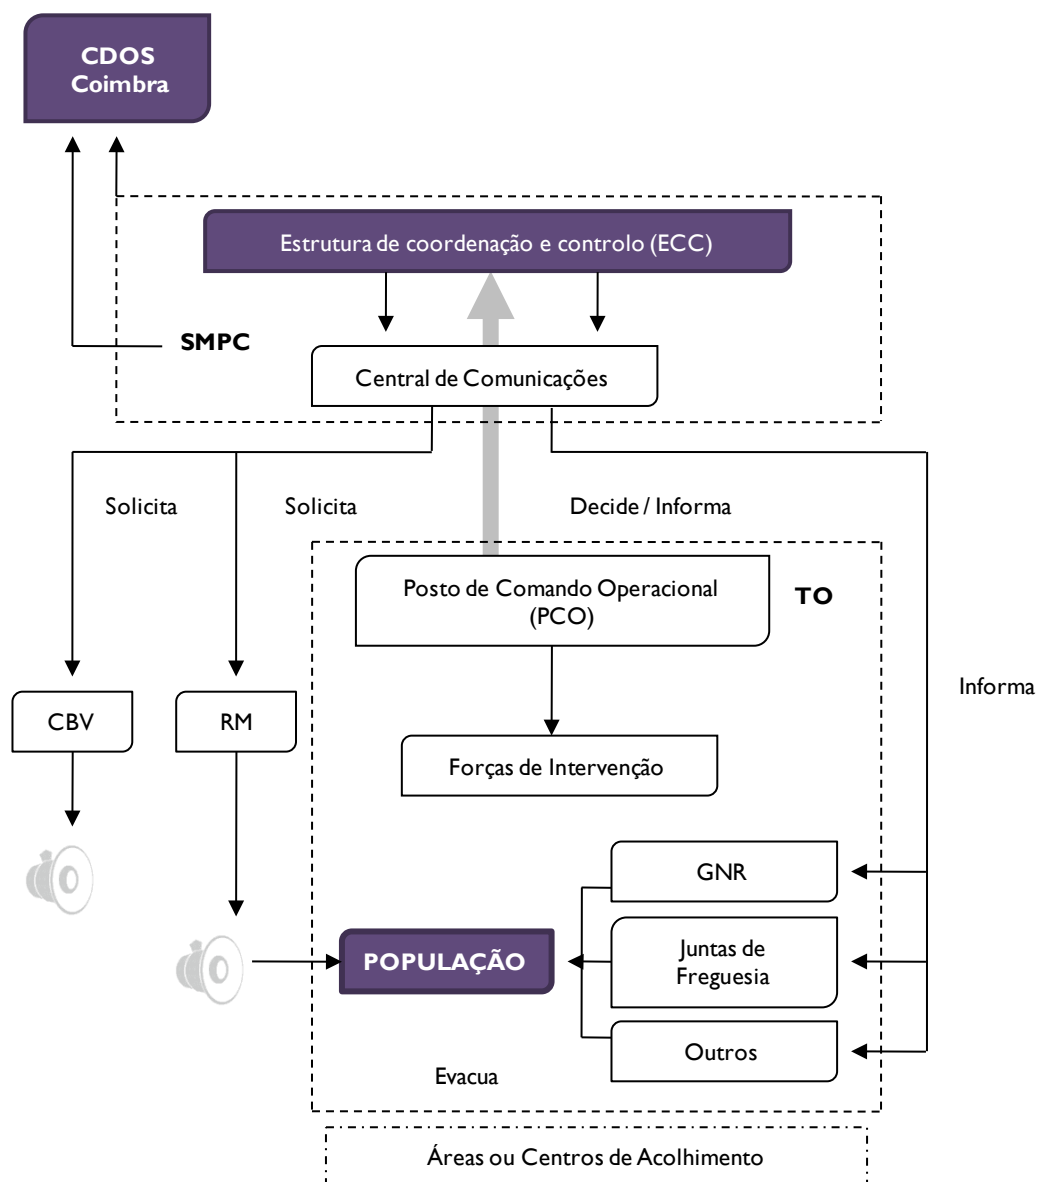 CDOS
Coimbra
Estrutura de coordenação e controlo (ECC)
SMPC
Central de Comunicações
Solicita
Solicita
Decide / Informa
Posto de Comando Operacional
(PCO)
TO
Informa
CBV
RM
Forças de Intervenção
GNR
Juntas de
Freguesia
POPULAÇÃO
Outros
Evacua
Áreas ou Centros de Acolhimento